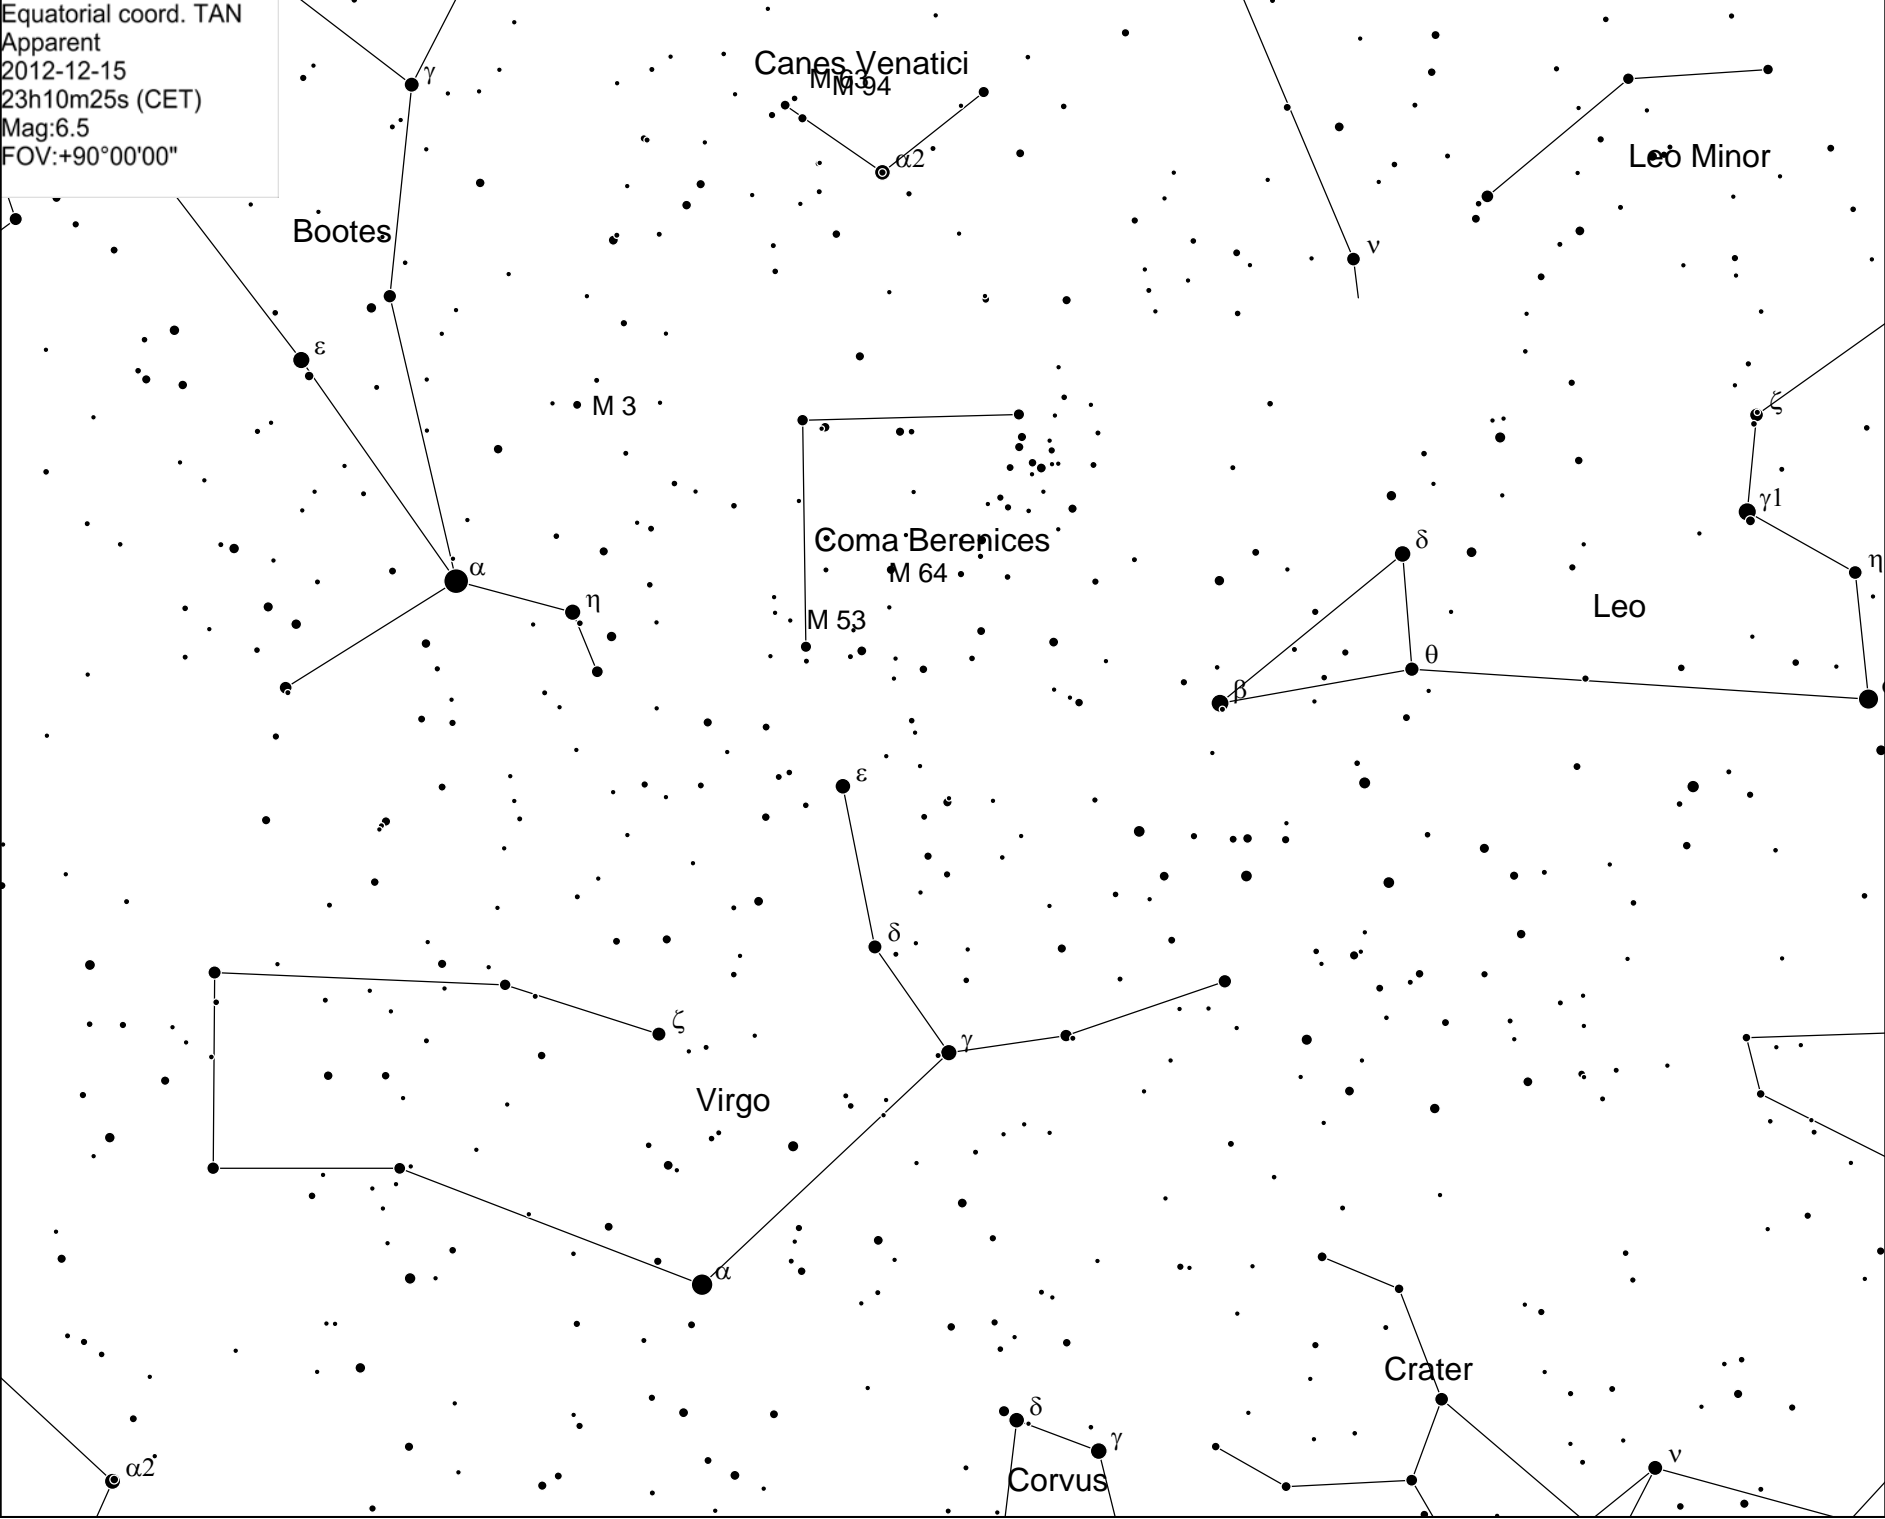 Equatorial coord. TAN
Apparent
2012-12-15
23h10m25s (CET)
Mag:6.5
FOV:+90°00'00"
γ
Canes Venatici
M 63
M 94
α2
Leo Minor
Bootes
ν
ε
M 3
ζ
γ1
Coma Berenices
δ
η
α
M 64
η
Leo
M 53
θ
β
ε
δ
ζ
γ
Virgo
α
Crater
δ
γ
ν
α2
Corvus